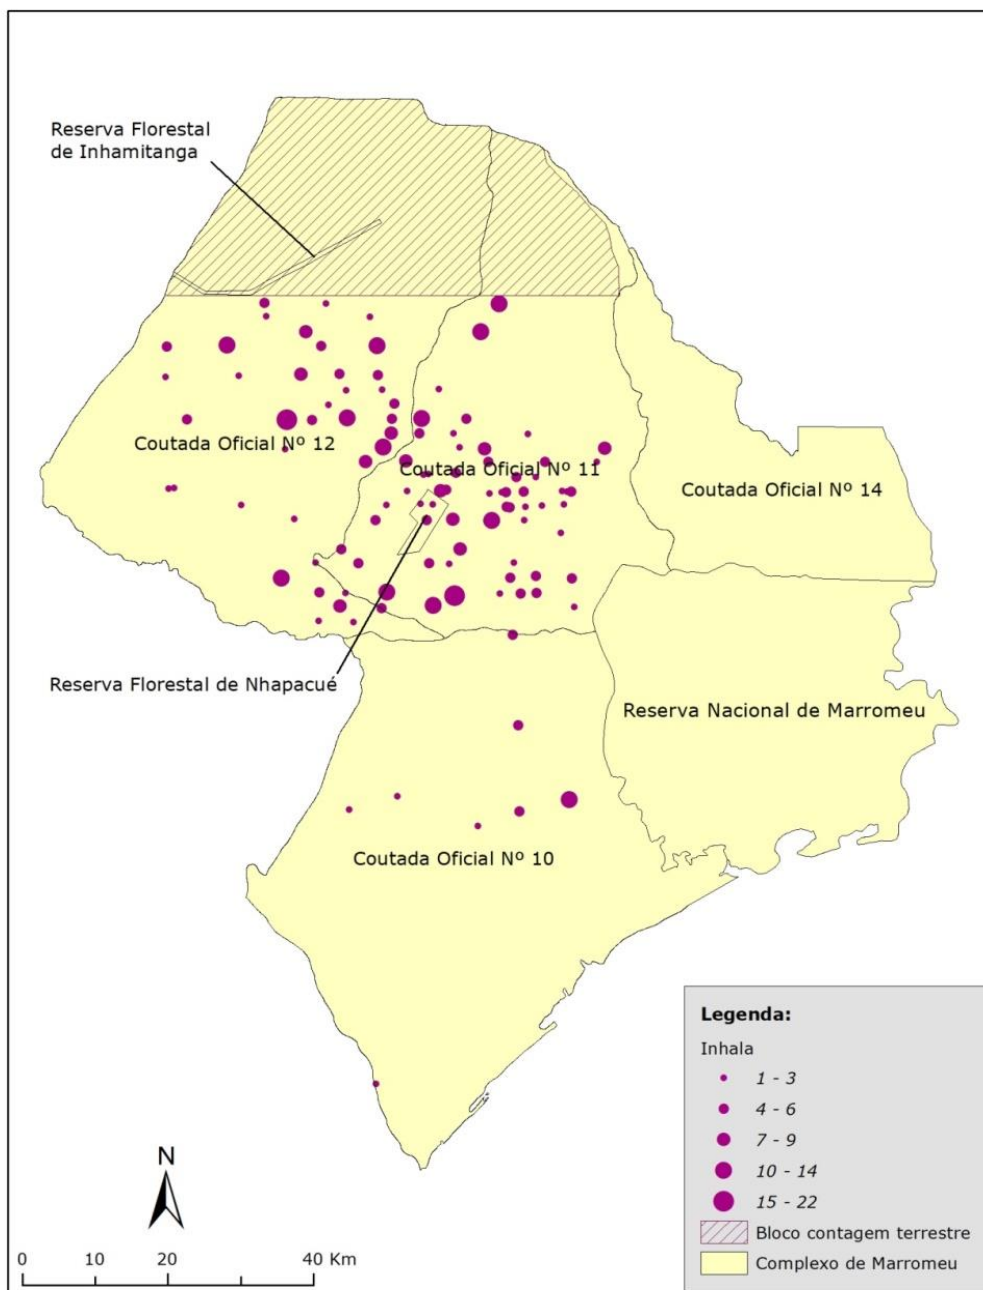 Reserva Florestal
de Inhamitanga
Coutada Oficial Nº 12
Coutada Oficial Nº 11
Coutada Oficial Nº 14
Reserva Florestal de Nhapacué
Reserva Nacional de Marromeu
Coutada Oficial Nº 10
Legenda:
Inhala
1 - 3
4 - 6
7 - 9
10 - 14
15 - 22
Bloco contagem terrestre
Complexo de Marromeu
N
0 10 20 40 Km